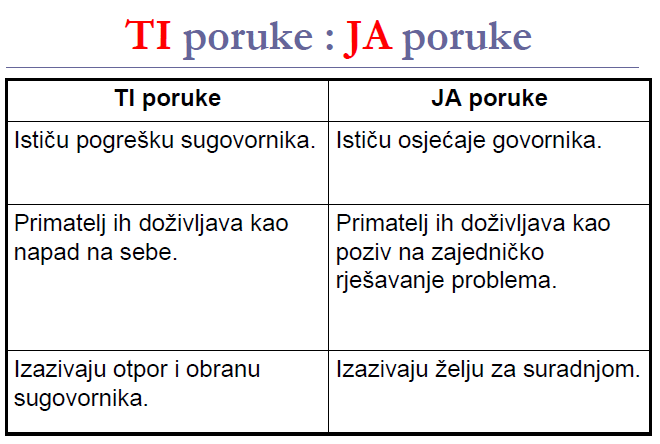 TI poruke : JA poruke
TI poruke
JA poruke
Ističu pogrešku sugovornika.
Ističu osjećaje govornika.
Primatelj ih doživljava kao
napad na sebe.
Primatelj ih doživljava kao
poziv na zajedničko
rješavanje problema.
Izazivaju otpor i obranu
sugovornika.
Izazivaju želju za suradnjom.